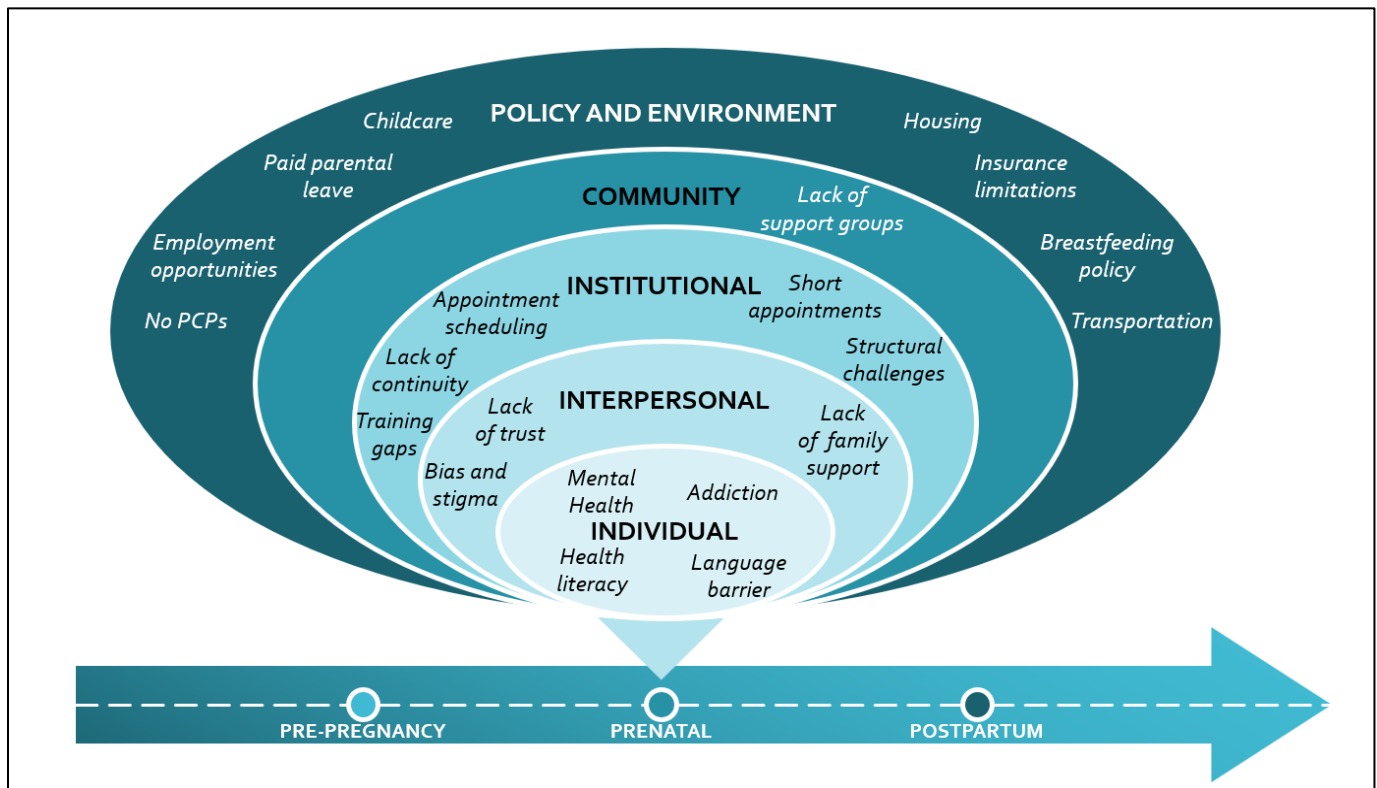 POLICY AND ENVIRONMENT
Childcare
Paid parental
leave
Employment
opportunities
No PCPs
Housing
Insurance
limitations
Breastfeeding
policy
Transportation
COMMUNITY
Lack of
support groups
INSTITUTIONAL
Appointment
scheduling
Lack of
continuity
Training
gaps
Short
appointments
Structural
challenges
INTERPERSONAL
Lack
of trust
Bias and
stigma
Lack
of family
support
Mental
Health
Addiction
INDIVIDUAL
Health
literacy
Language
barrier
PRE-PREGNANCY
PRENATAL
POSTPARTUM